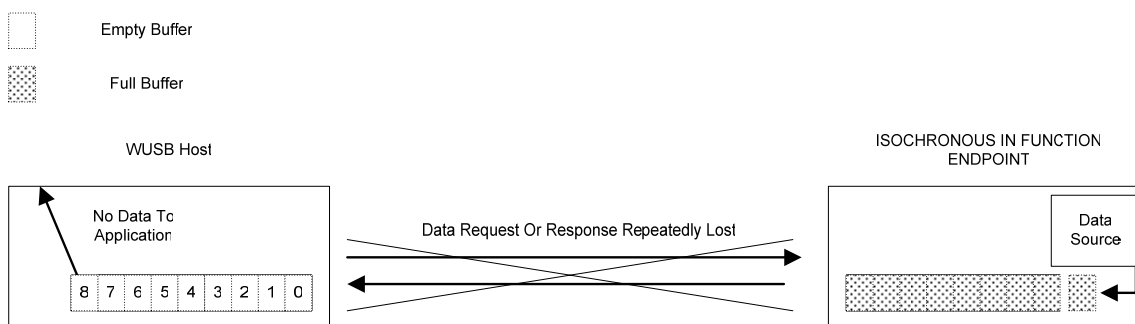 Empty Buffer
Full Buffer
WUSB Host
ISOCHRONOUS IN FUNCTION
ENDPOINT
No Data To
Application
Data Request Or Response Repeatedly Lost
Data
Source
8 7 6 5 4 3 2 1 0